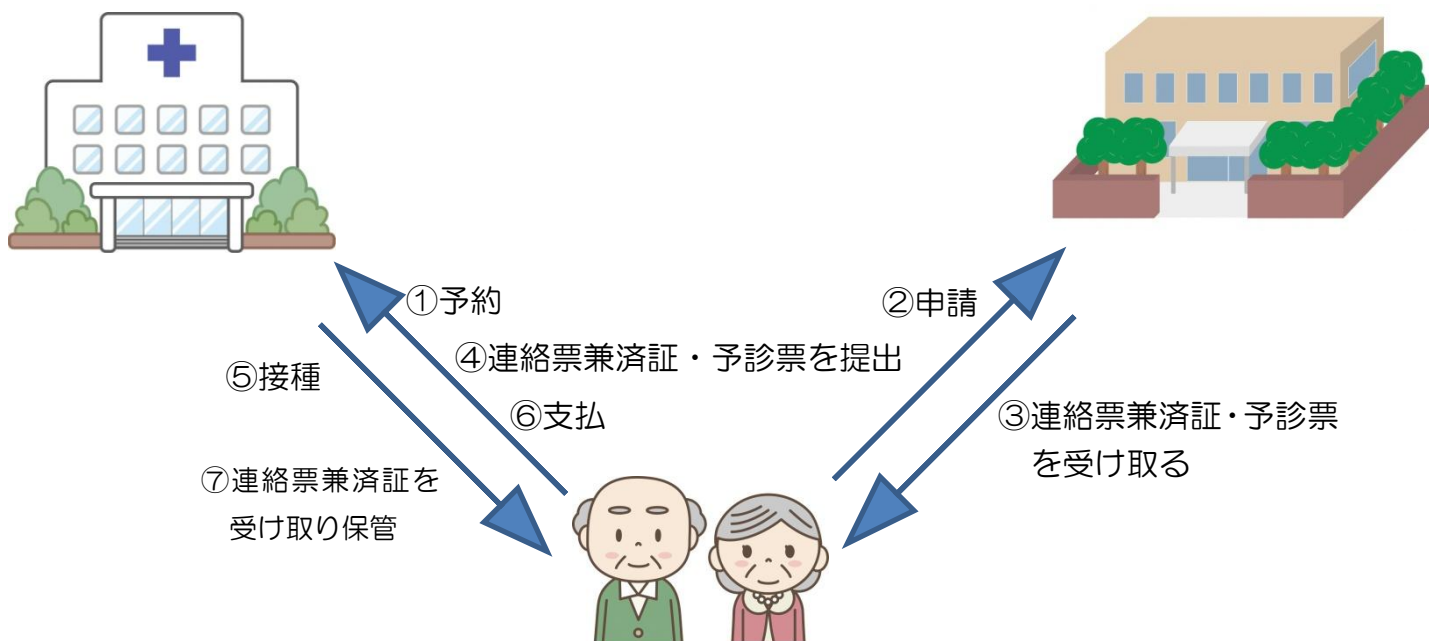 ①予約
②申請
④連絡票兼済証・予診票を提出
⑤接種
⑥支払
③連絡票兼済証・予診票
を受け取る
⑦連絡票兼済証を
受け取り保管